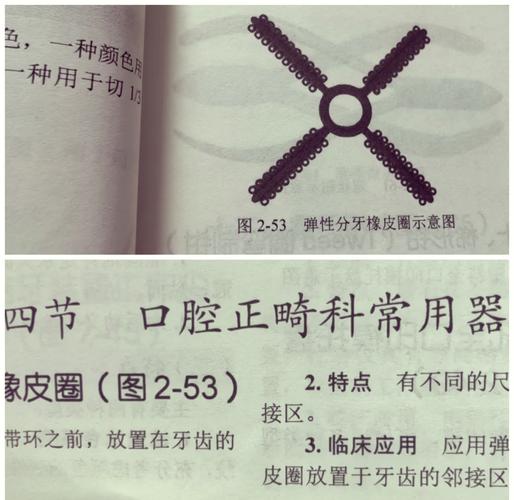 色，一种颜色用
一种用于切1/3
图 2-53 弹性分牙橡皮圈示意图
四节 口腔正畸科常用器
橡皮圈（图2-53）
带环之前，放置在牙齿的
2. 特点 有不同的尺
接区。
3. 临床应用 应用弹
皮圈放置于牙齿的邻接区